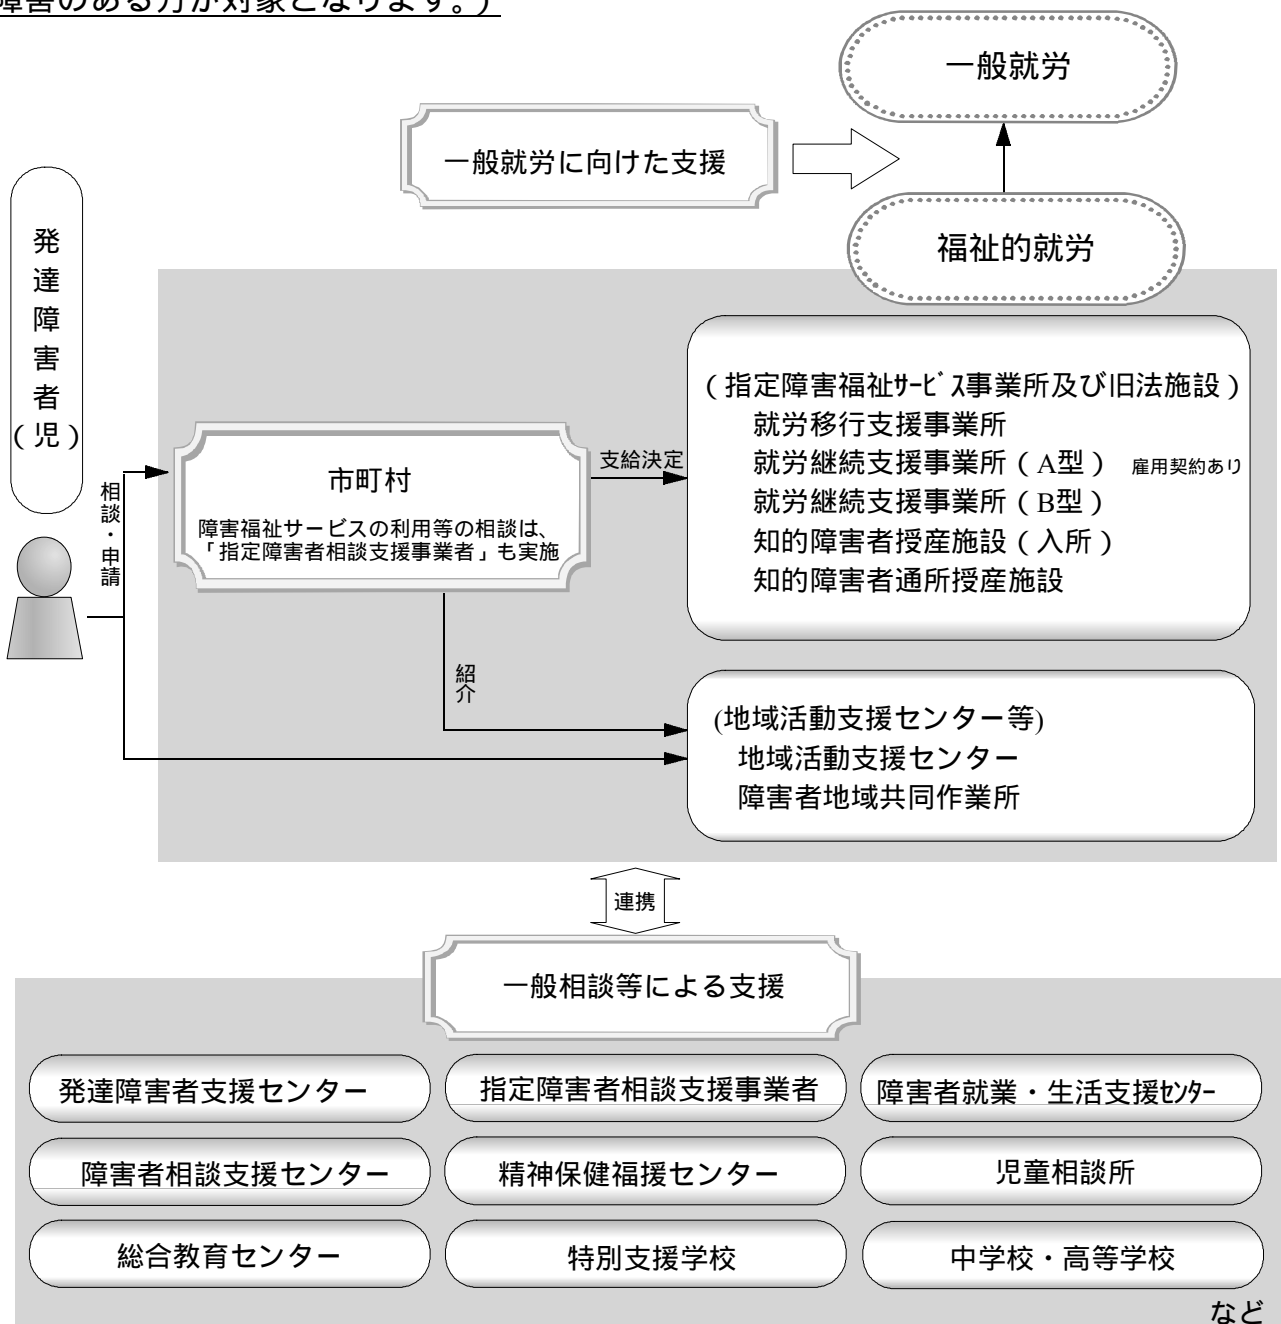 障害のある方が対象となります。)
一般就労
一般就労に向けた支援
福祉的就労
発達障害者(児)
相談・申請
市町村
障害福祉サービスの利用等の相談は、
「指定障害者相談支援事業者」も実施
支給決定
(指定障害福祉ｻｰﾋﾞｽ事業所及び旧法施設)
就労移行支援事業所
就労継続支援事業所(A型) 雇用契約あり
就労継続支援事業所(B型)
知的障害者授産施設(入所)
知的障害者通所授産施設
紹介
(地域活動支援センター等)
地域活動支援センター
障害者地域共同作業所
連携
一般相談等による支援
発達障害者支援センター
指定障害者相談支援事業者
障害者就業・生活支援ｾﾝﾀｰ
障害者相談支援センター
精神保健福援センター
児童相談所
総合教育センター
特別支援学校
中学校・高等学校
など